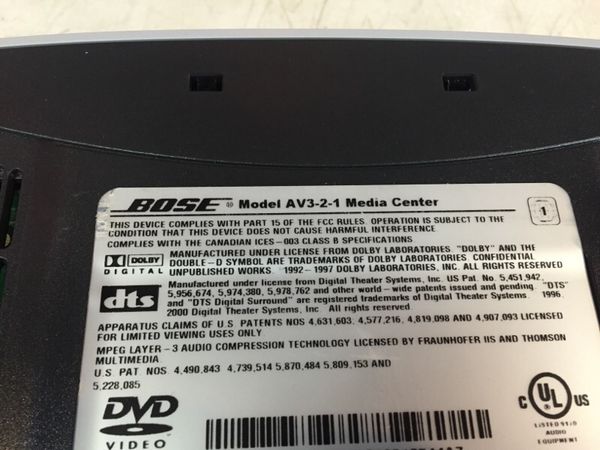 BOSE ® Model AV3-2-1 Media Center
1
THIS DEVICE COMPLIES WITH PART 15 OF THE FCC RULES. OPERATION IS SUBJECT TO THE
CONDITION THAT THIS DEVICE DOES NOT CAUSE HARMFUL INTERFERENCE.
COMPLIES WITH THE CANADIAN ICES-003 CLASS B SPECIFICATIONS
DOLBY
DIGITAL
MANUFACTURED UNDER LICENSE FROM DOLBY LABORATORIES. "DOLBY" AND THE
DOUBLE-D SYMBOL ARE TRADEMARKS OF DOLBY LABORATORIES. CONFIDENTIAL
UNPUBLISHED WORKS. 1992-1997 DOLBY LABORATORIES, INC. ALL RIGHTS RESERVED
dts
Manufactured under license from Digital Theater Systems, Inc. US Pat. No. 5,451,942,
5,956,674, 5,974,380, 5,978,762 and other world-wide patents issued and pending. "DTS"
and "DTS Digital Surround" are registered trademarks of Digital Theater Systems. 1996,
2000 Digital Theater Systems, Inc. All rights reserved.
APPARATUS CLAIMS OF U.S. PATENTS NOS 4,631,603, 4,577,216, 4,819,098 AND 4,907,093 LICENSED
FOR LIMITED VIEWING USES ONLY
MPEG LAYER-3 AUDIO COMPRESSION TECHNOLOGY LICENSED BY FRAUNHOFER IIS AND THOMSON
MULTIMEDIA
U.S. PAT NOS. 4,490,843 4,739,514 5,870,484 5,809,153 AND
5,228,085
DVD
VIDEO
C UL US
LISTED 91J0
AUDIO
EQUIPMENT